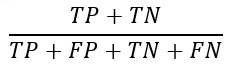 TP + TN
TP + FP + TN + FN